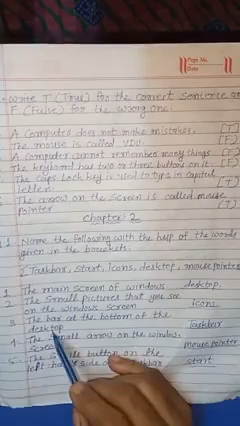 Page No.
Date
Write T (True) for the correct sentence and
F (False) for the wrong one.
A Computer does not make mistakes. [T]
The mouse is called VDU. [F]
A computer cannot remember many things [F]
The keyboard has two or three buttons on it. [F]
The Caps Lock key is used to type in capital
letter. [T]
The arrow on the screen is called mouse
pointer (T)
Chapter 2
1 Name the following with the help of the words
given in the brackets.
[Taskbar, start, icons, desktop, mouse pointer
1 The main screen of windows desktop.
2 The small pictures that you see
on the windows screen icons.
3 The bar at the bottom of the
desktop Taskbar
4. The small arrow on the window
screen mouse pointer
5. The button on the
left hand side of taskbar start